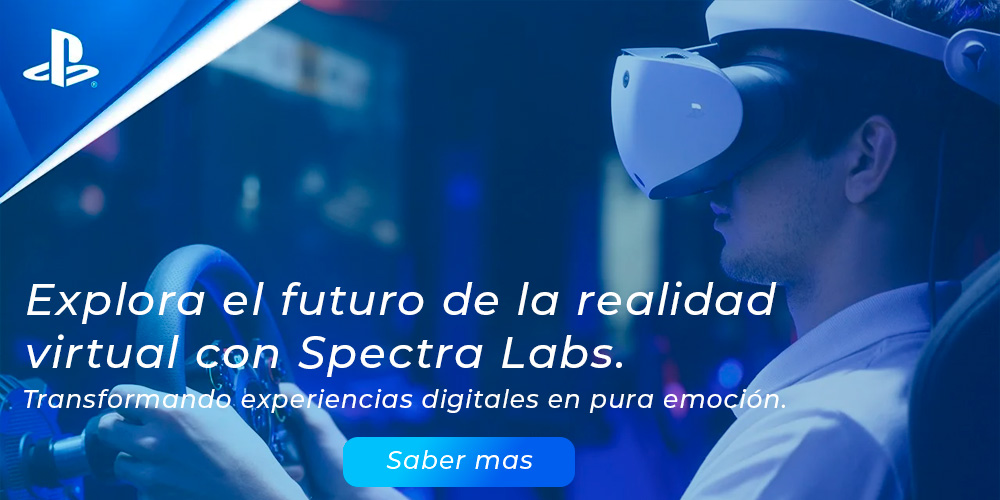 Explora el futuro de la realidad
virtual con Spectra Labs.
Transformando experiencias digitales en pura emoción.
Saber mas